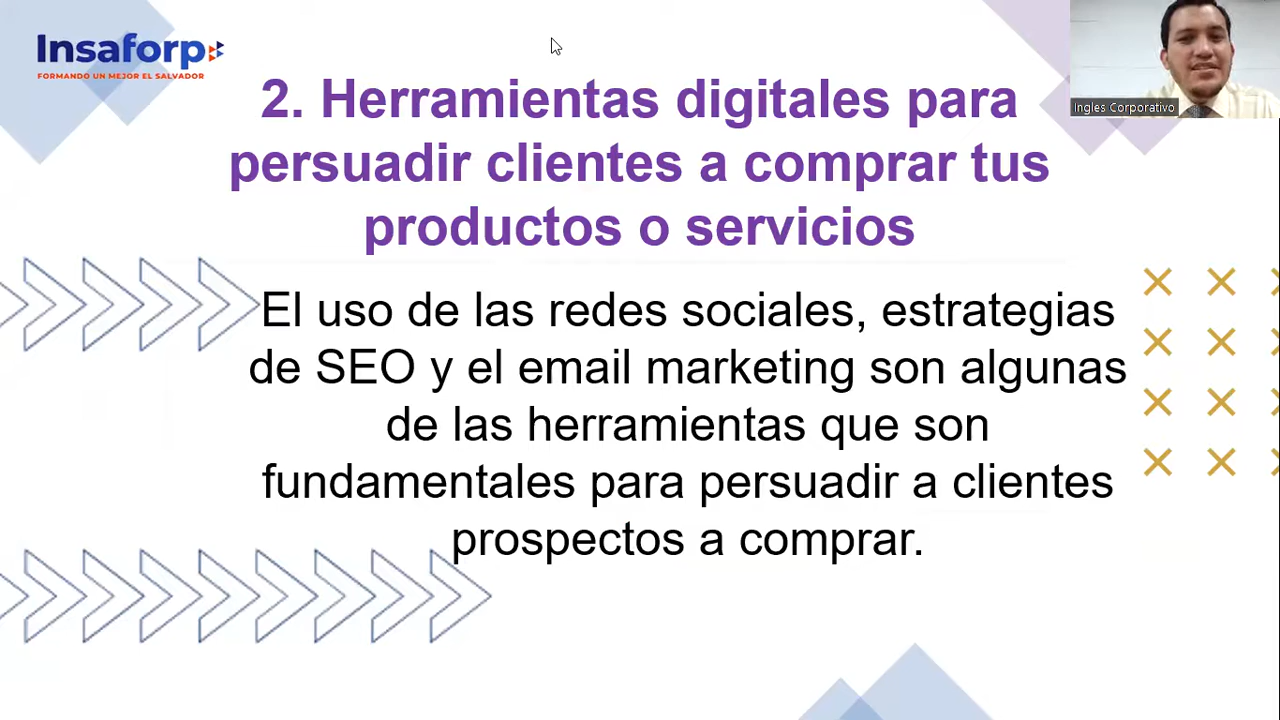 Insaforp
FORMANDO UN MEJOR EL SALVADOR
Ingles Corporativo
2. Herramientas digitales para
persuadir clientes a comprar tus
productos o servicios
El uso de las redes sociales, estrategias
de SEO y el email marketing son algunas
de las herramientas que son
fundamentales para persuadir a clientes
prospectos a comprar.